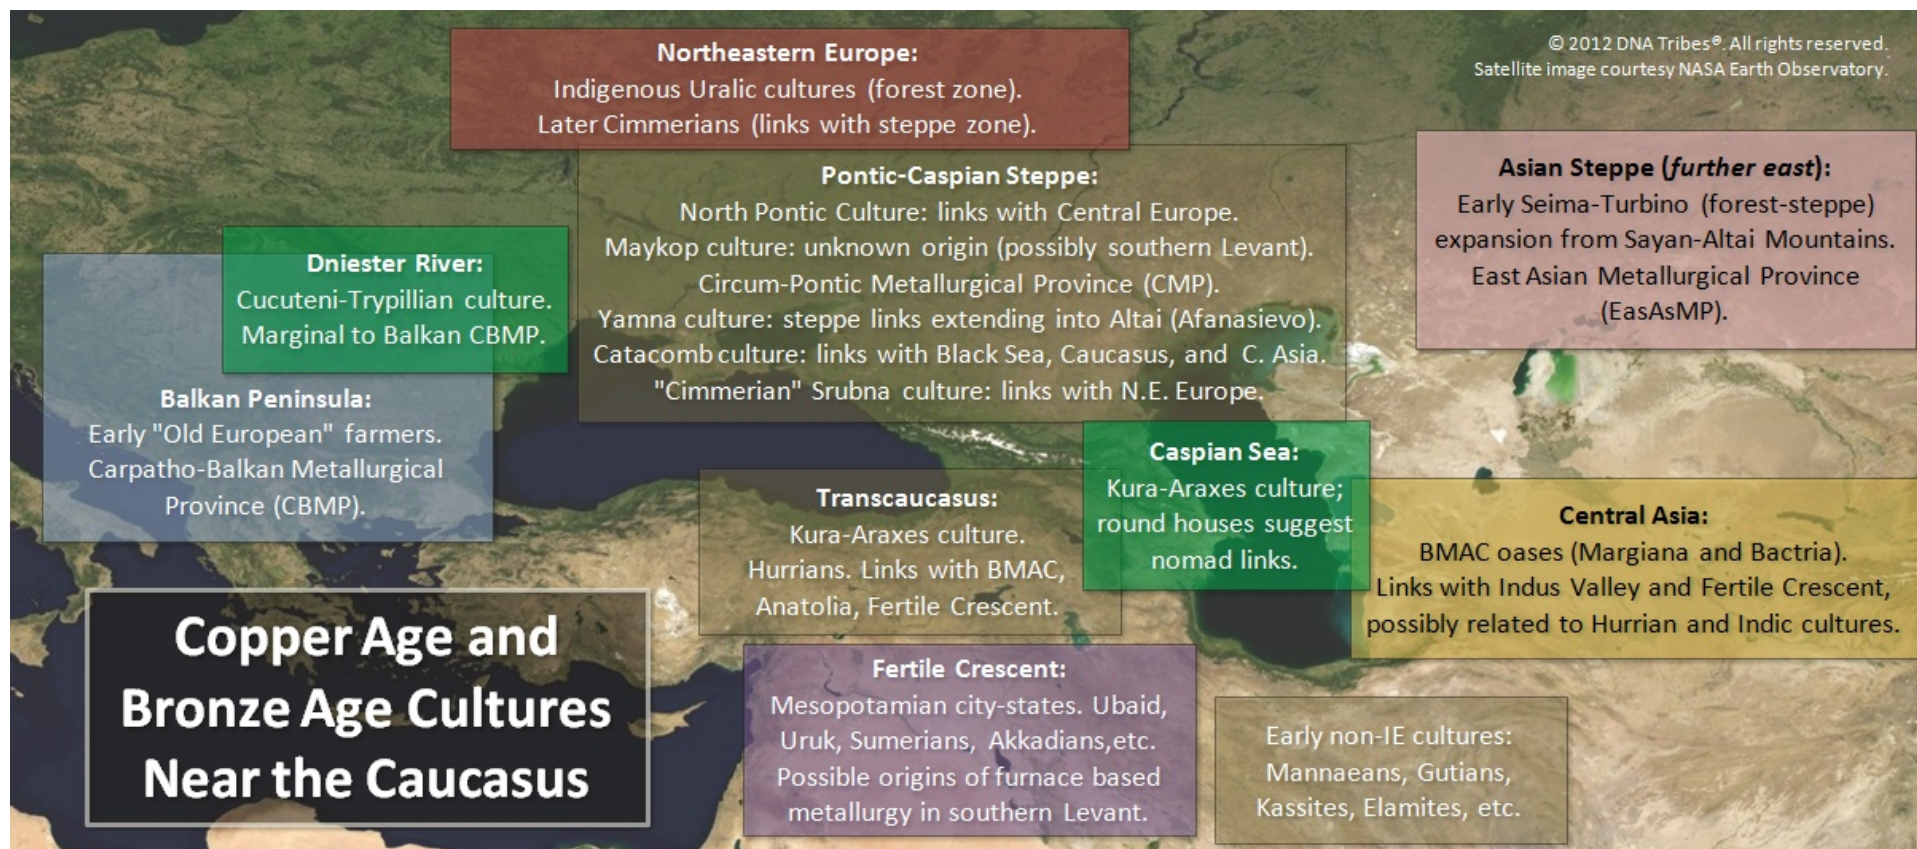 © 2012 DNA Tribes®. All rights reserved.
Satellite image courtesy NASA Earth Observatory.
Northeastern Europe:
Indigenous Uralic cultures (forest zone).
Later Cimmerians (links with steppe zone).
Pontic-Caspian Steppe:
North Pontic Culture: links with Central Europe.
Maykop culture: unknown origin (possibly southern Levant).
Circum-Pontic Metallurgical Province (CMP).
Yamna culture: steppe links extending into Altai (Afanasievo).
Catacomb culture: links with Black Sea, Caucasus, and C. Asia.
"Cimmerian" Srubna culture: links with N.E. Europe.
Asian Steppe (further east):
Early Seima-Turbino (forest-steppe)
expansion from Sayan-Altai Mountains.
East Asian Metallurgical Province
(EasAsMP).
Dniester River:
Cucuteni-Trypillian culture.
Marginal to Balkan CBMP.
Balkan Peninsula:
Early "Old European" farmers.
Carpatho-Balkan Metallurgical
Province (CBMP).
Caspian Sea:
Kura-Araxes culture;
round houses suggest
nomad links.
Transcaucasus:
Kura-Araxes culture.
Hurrians. Links with BMAC,
Anatolia, Fertile Crescent.
Central Asia:
BMAC oases (Margiana and Bactria).
Links with Indus Valley and Fertile Crescent,
possibly related to Hurrian and Indic cultures.
Copper Age and
Bronze Age Cultures
Near the Caucasus
Fertile Crescent:
Mesopotamian city-states. Ubaid,
Uruk, Sumerians, Akkadians,etc.
Possible origins of furnace based
metallurgy in southern Levant.
Early non-IE cultures:
Mannaeans, Gutians,
Kassites, Elamites, etc.